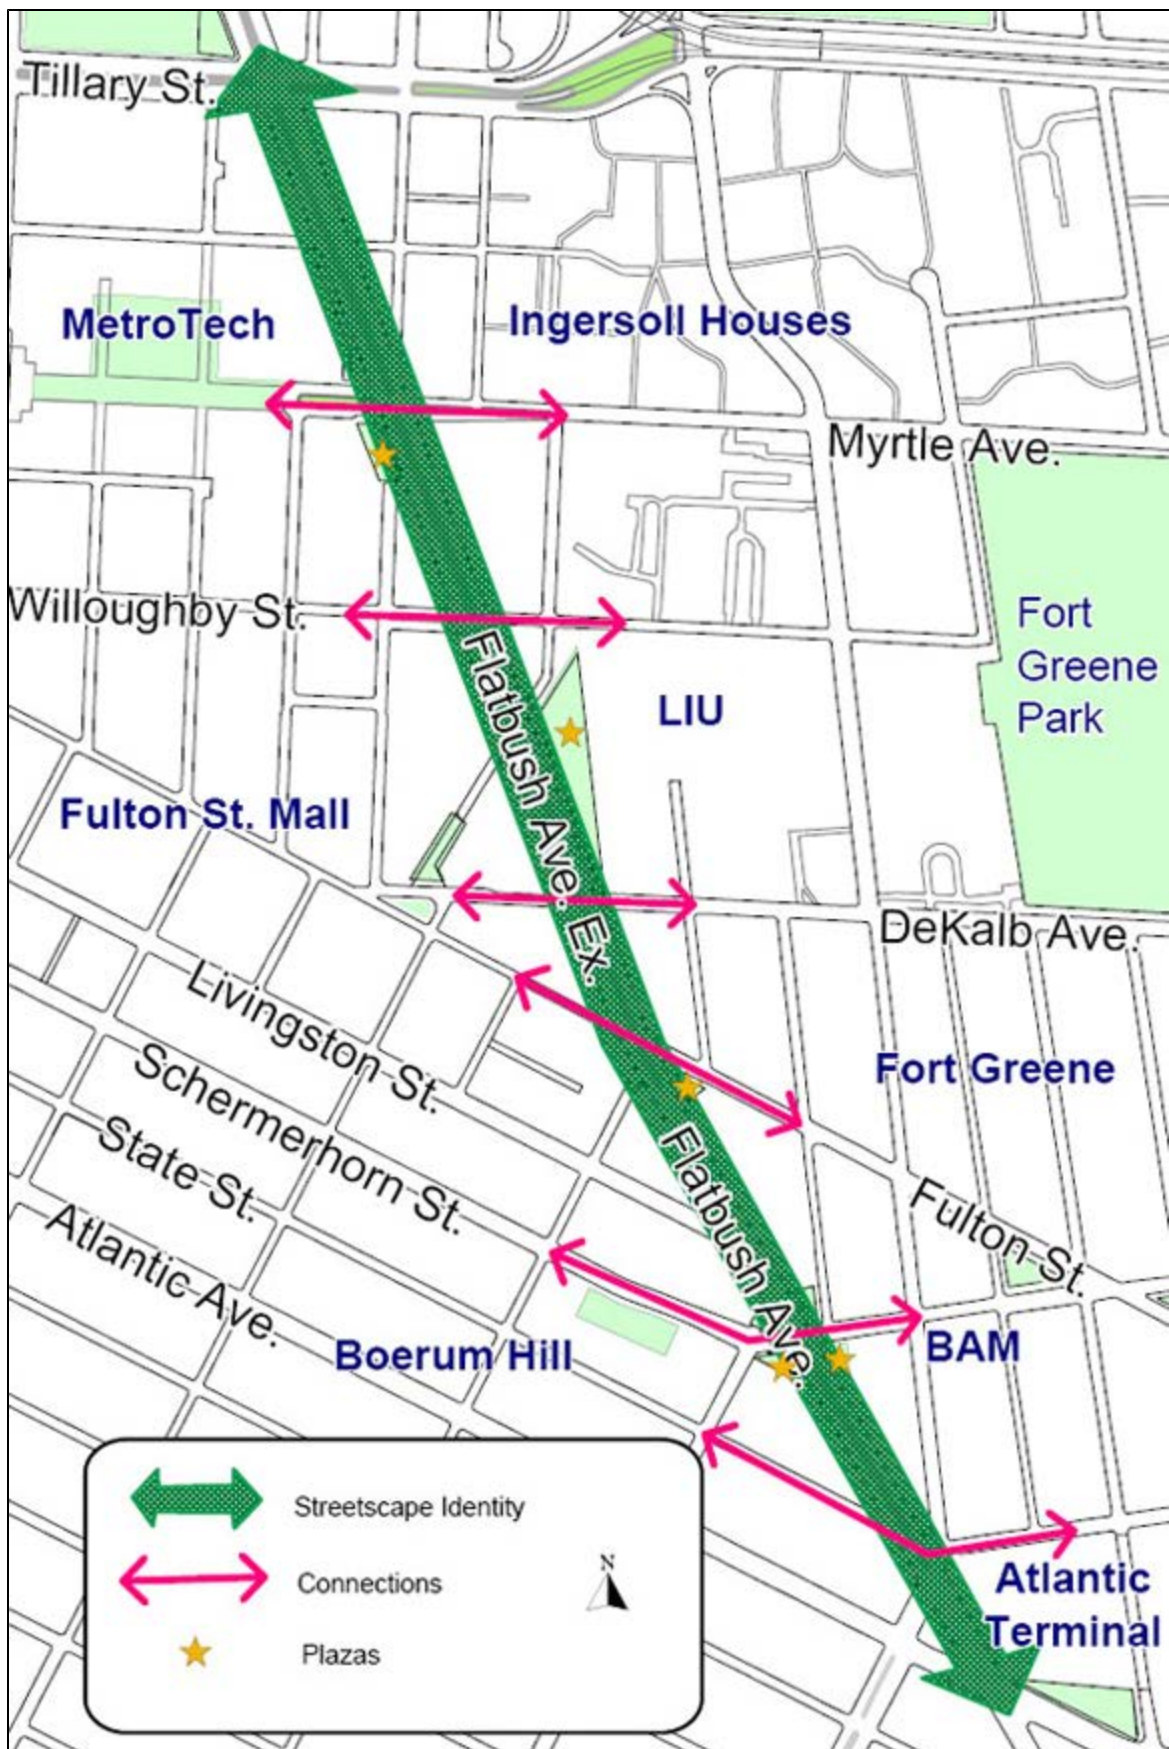 Tillary St.
MetroTech
Ingersoll Houses
Myrtle Ave.
Willoughby St.
Fort
Greene
Park
Flatbush Ave. Ex.
LIU
Fulton St. Mall
DeKalb Ave.
Livingston St.
Schermerhorn St.
Fort Greene
State St.
Flatbush Ave.
Fulton St.
Atlantic Ave.
Boerum Hill
BAM
Streetscape Identity
Connections
N
Plazas
Atlantic
Terminal